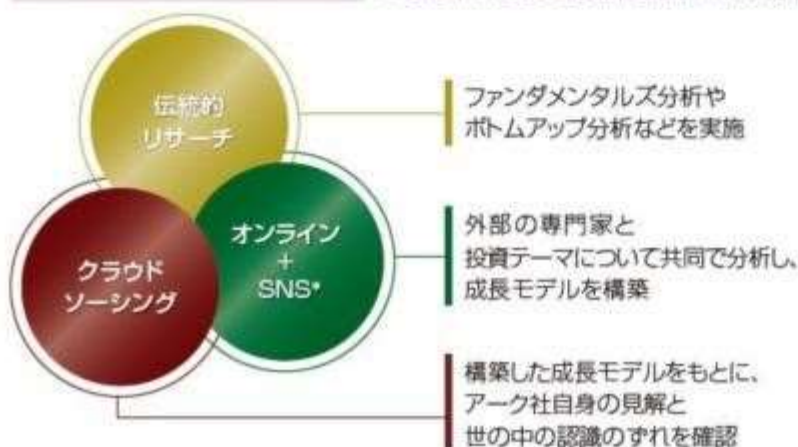 伝統的
リサーチ
ファンダメンタルズ分析や
ボトムアップ分析などを実施
オンライン
+
SNS*
外部の専門家と
投資テーマについて共同で分析し、
成長モデルを構築
クラウド
ソーシング
構築した成長モデルをもとに、
アーク社自身の見解と
世の中の認識のずれを確認